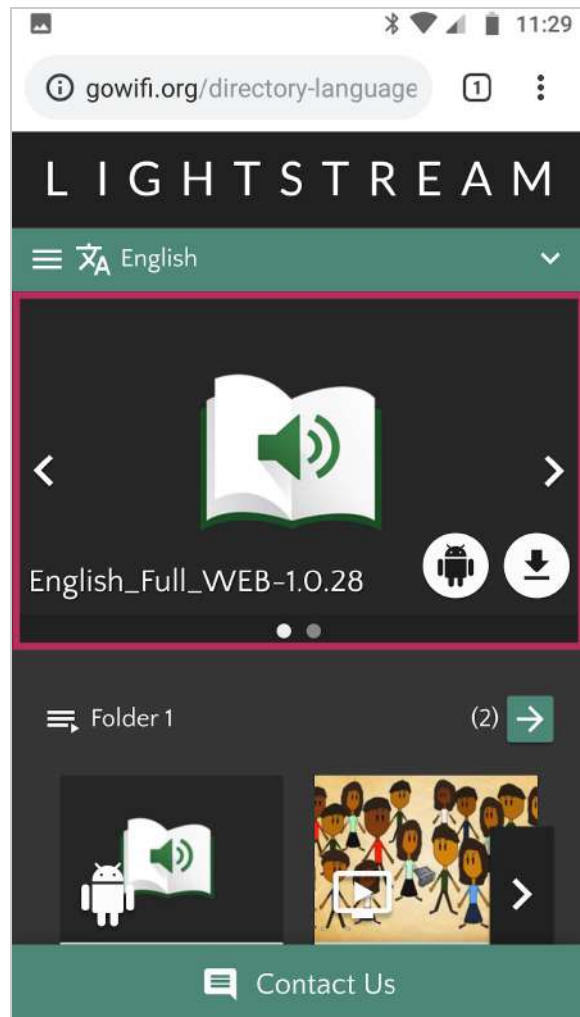 11:29
gowifi.org/directory-language
1
LIGHTSTREAM
English
English_Full_WEB-1.0.28
Folder 1
(2)
Contact Us